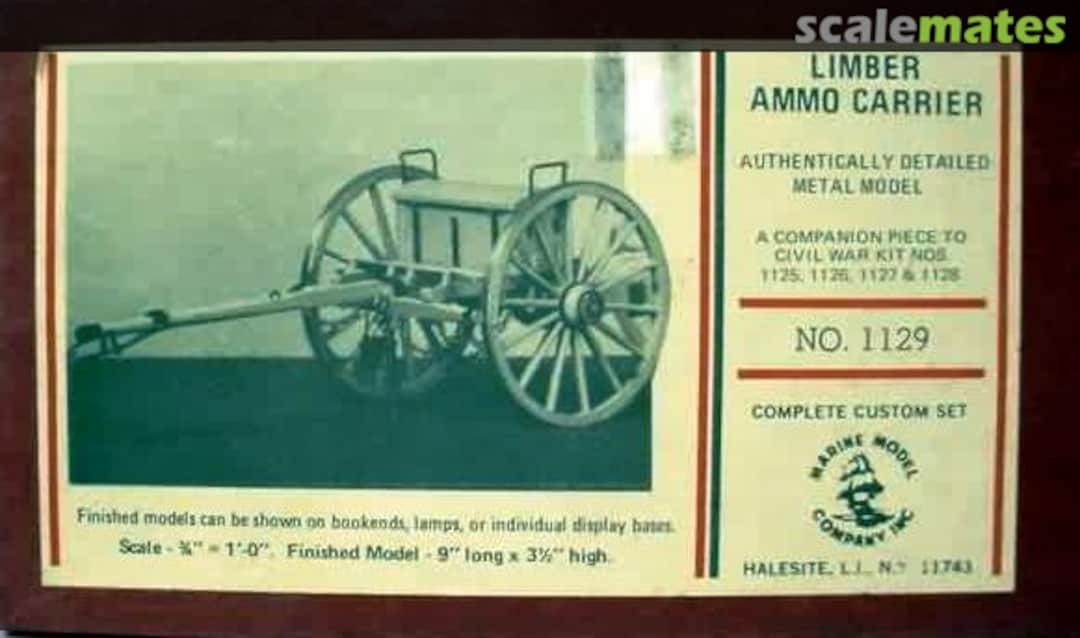 scalemates
LIMBER
AMMO CARRIER
AUTHENTICALLY DETAILED
METAL MODEL
A COMPANION PIECE TO
CIVIL WAR KIT NOS.
1125, 1126, 1127 & 1128
NO. 1129
COMPLETE CUSTOM SET
MARINE MODEL
COMPANY INC
HALESITE, L.I., N.Y. 11743
Finished models can be shown on bookends, lamps, or individual display bases.
Scale - ¾" = 1'-0". Finished Model - 9" long x 3½" high.